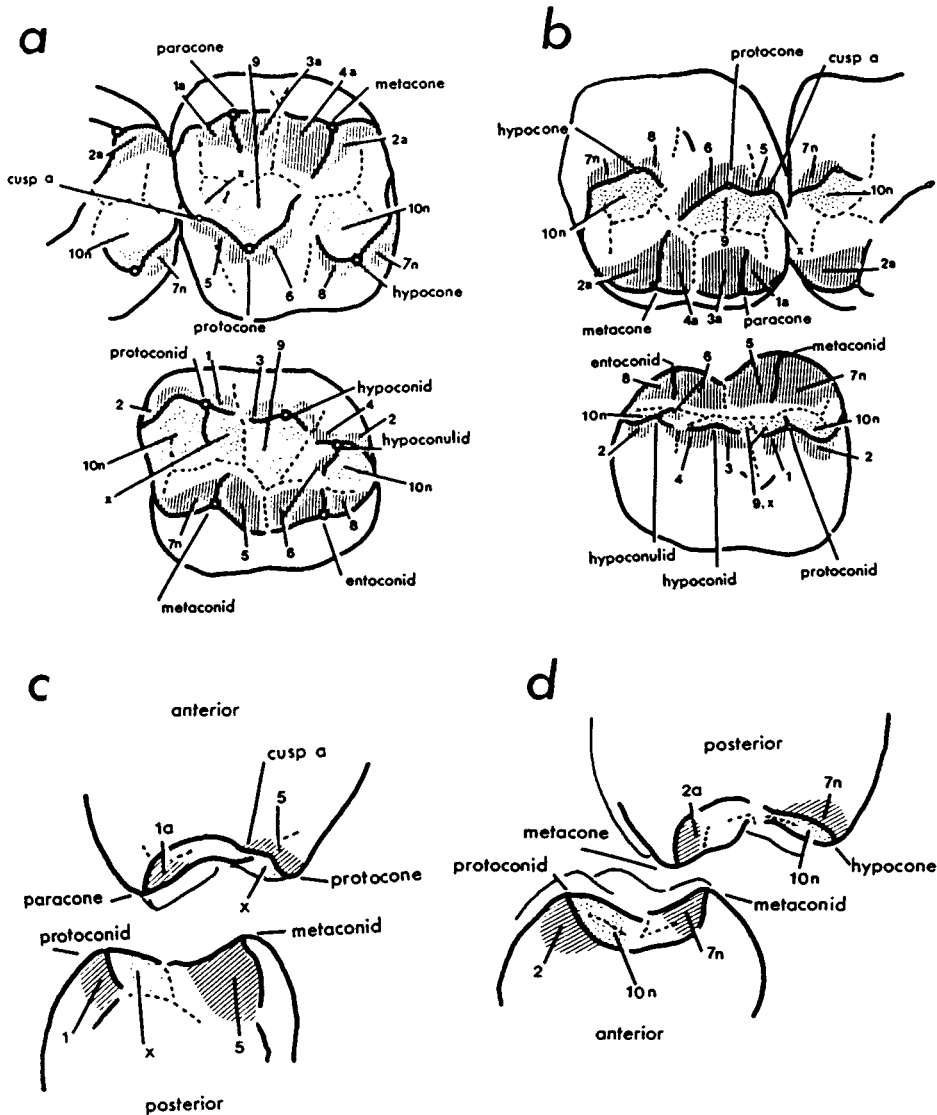 a
paracone
9
3a
4a
metacone
1a
2a
2a
cusp a
x
10n
10n
7n
5
6
8
7n
hypocone
protocone
protoconid
1
3
9
hypoconid
2
4
2
hypoconulid
10n
x
10n
7n
5
6
8
entoconid
metaconid
b
protocone
cusp a
hypocone
8
6
5
7n
7n
10n
10n
9
x
2a
2a
4a
3a
1a
metacone
paracone
5
metaconid
entoconid
6
8
7n
10n
10n
2
2
4
3
1
9,x
hypoconulid
hypoconid
protoconid
c
anterior
cusp a
5
1a
paracone
x
protocone
protoconid
metaconid
1
x
5
posterior
d
posterior
7n
2a
metacone
hypocone
protoconid
10n
metaconid
2
7n
10n
anterior